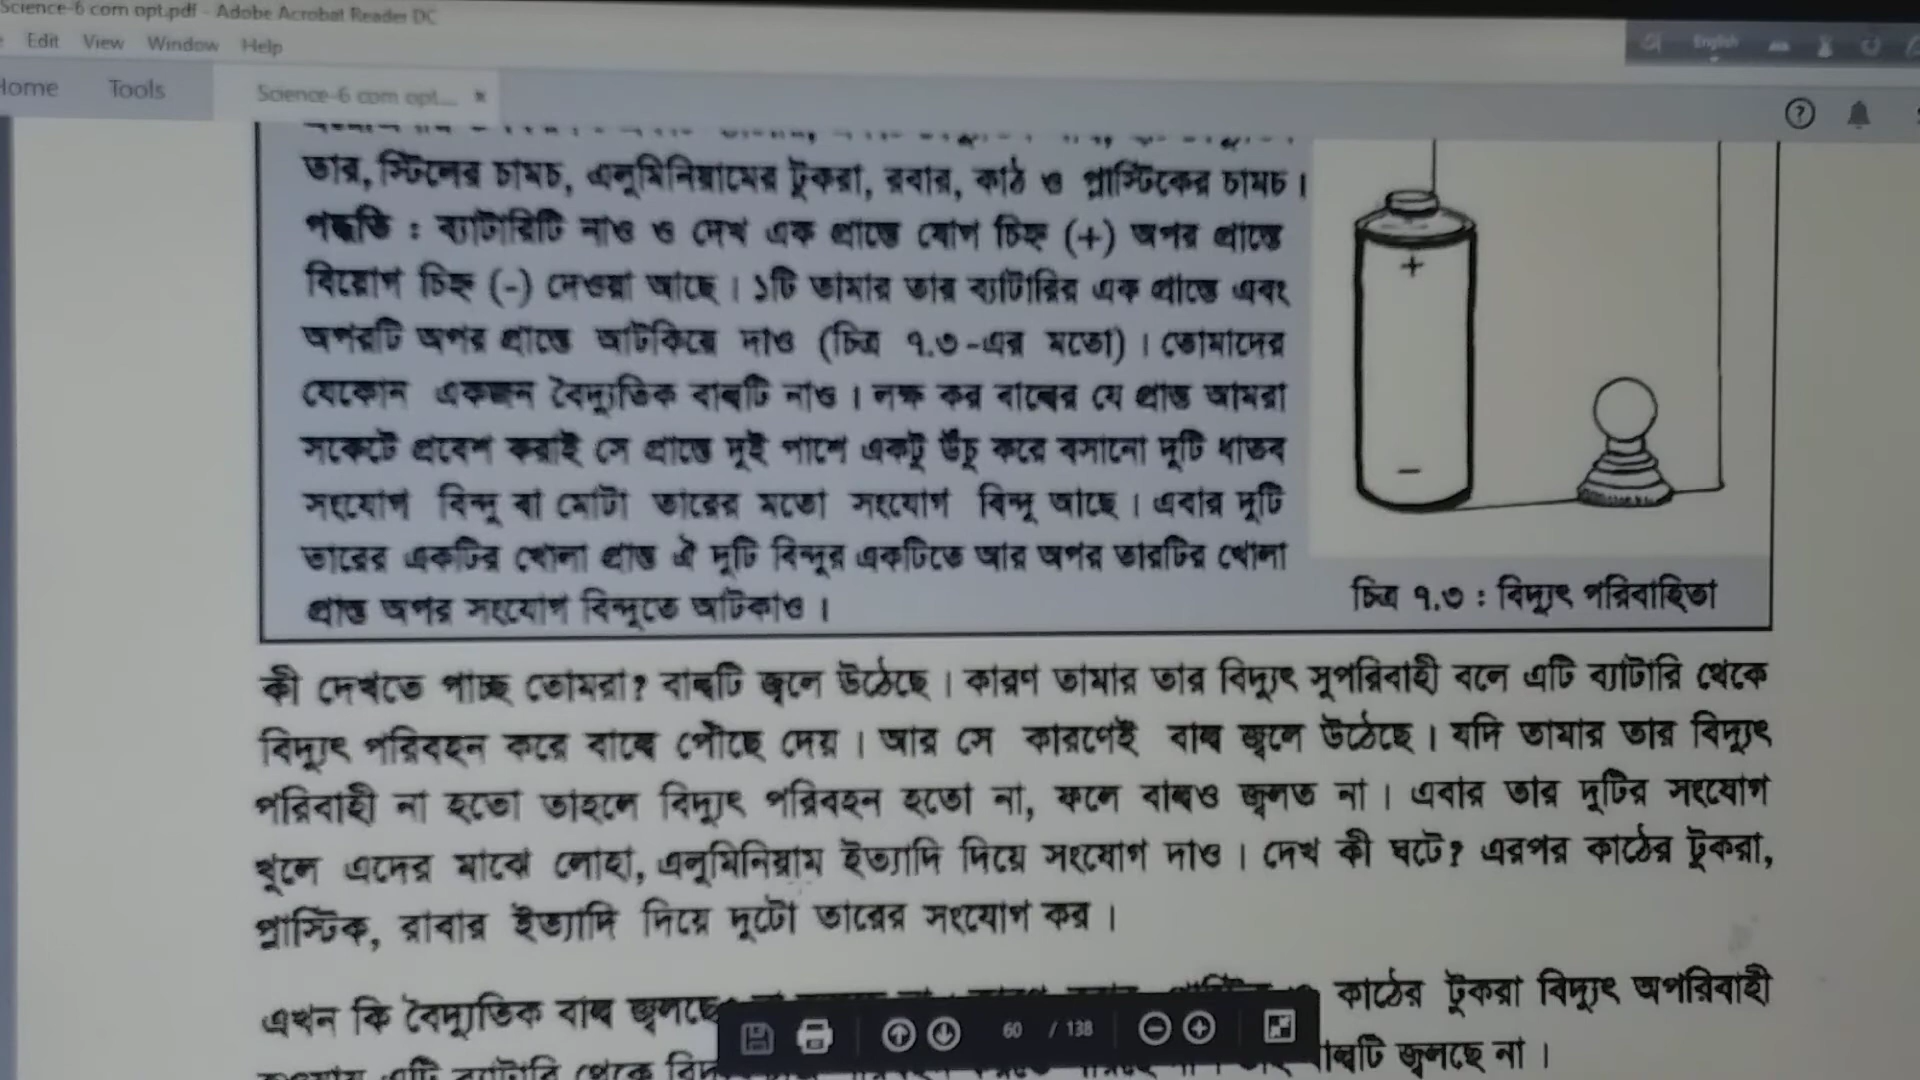 Science-6 com opt.pdf - Adobe Acrobat Reader DC
Edit View Window Help
English
Home Tools Science-6 com opt... ×
তার, স্টিলের চামচ, এলুমিনিয়ামের টুকরা, রবার, কাঠ ও প্লাস্টিকের চামচ।
পদ্ধতি : ব্যাটারিটি নাও ও দেখ এক প্রান্তে যোগ চিহ্ন (+) অপর প্রান্তে
বিয়োগ চিহ্ন (-) দেওয়া আছে। ১টি তামার তার ব্যাটারির এক প্রান্তে এবং
অপরটি অপর প্রান্তে আটকিয়ে দাও (চিত্র ৭.৩-এর মতো)। তোমাদের
যেকোন একজন বৈদ্যুতিক বাল্বটি নাও। লক্ষ কর বাল্বের যে প্রান্ত আমরা
সকেটে প্রবেশ করাই সে প্রান্তে দুই পাশে একটু উঁচু করে বসানো দুটি ধাতব
সংযোগ বিন্দু বা মোটা তারের মতো সংযোগ বিন্দু আছে। এবার দুটি
তারের একটির খোলা প্রান্ত ঐ দুটি বিন্দুর একটিতে আর অপর তারটির খোলা
প্রান্ত অপর সংযোগ বিন্দুতে আটকাও।
+
−
চিত্র ৭.৩ : বিদ্যুৎ পরিবাহিতা
কী দেখতে পাচ্ছ তোমরা? বাল্বটি জ্বলে উঠেছে। কারণ তামার তার বিদ্যুৎ সুপরিবাহী বলে এটি ব্যাটারি থেকে
বিদ্যুৎ পরিবহন করে বাল্বে পৌঁছে দেয়। আর সে কারণেই বাল্ব জ্বলে উঠেছে। যদি তামার তার বিদ্যুৎ
পরিবাহী না হতো তাহলে বিদ্যুৎ পরিবহন হতো না, ফলে বাল্বও জ্বলত না। এবার তার দুটির সংযোগ
খুলে এদের মাঝে লোহা, এলুমিনিয়াম ইত্যাদি দিয়ে সংযোগ দাও। দেখ কী ঘটে? এরপর কাঠের টুকরা,
প্লাস্টিক, রাবার ইত্যাদি দিয়ে দুটো তারের সংযোগ কর।
এখন কি বৈদ্যুতিক বাল্ব জ্বলছে কাঠের টুকরা বিদ্যুৎ অপরিবাহী
এটি ব্যাটারি থেকে বাল্বটি জ্বলছে না।
60 / 138